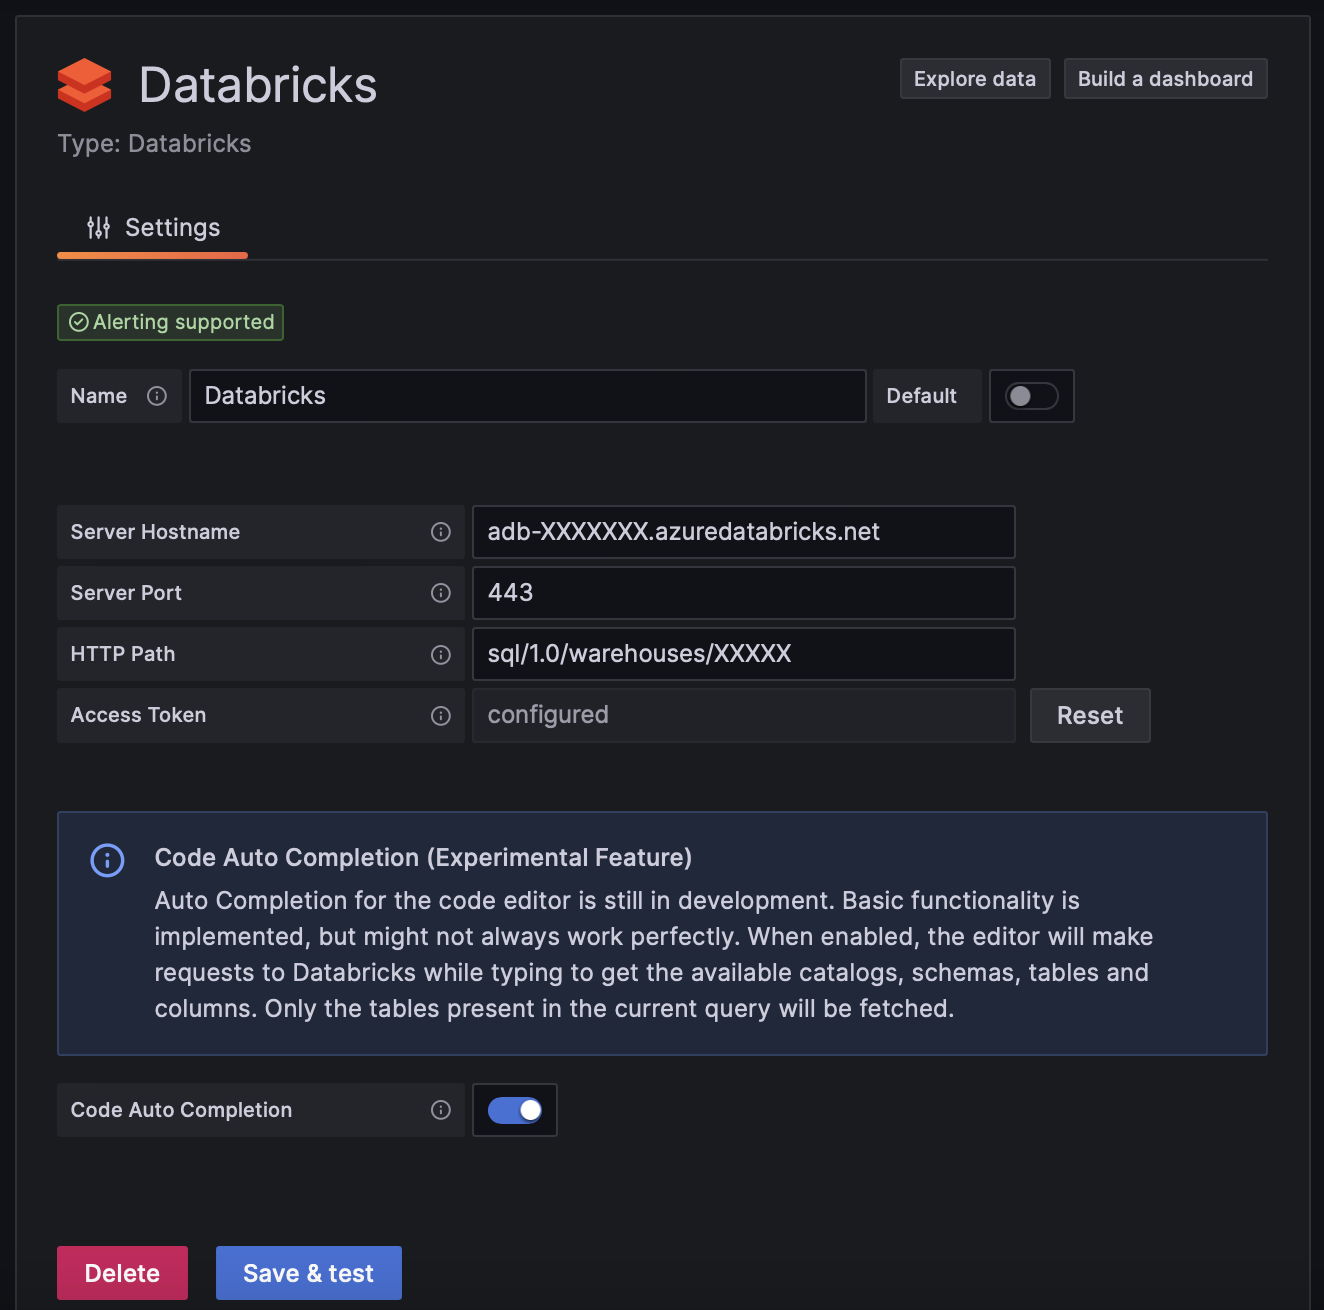 Databricks
Explore data
Build a dashboard
Type: Databricks
Settings
Alerting supported
Name
Databricks
Default
Server Hostname
adb-XXXXXXX.azuredatabricks.net
Server Port
443
HTTP Path
sql/1.0/warehouses/XXXXX
Access Token
configured
Reset
Code Auto Completion (Experimental Feature)
Auto Completion for the code editor is still in development. Basic functionality is
implemented, but might not always work perfectly. When enabled, the editor will make
requests to Databricks while typing to get the available catalogs, schemas, tables and
columns. Only the tables present in the current query will be fetched.
Code Auto Completion
Delete
Save & test